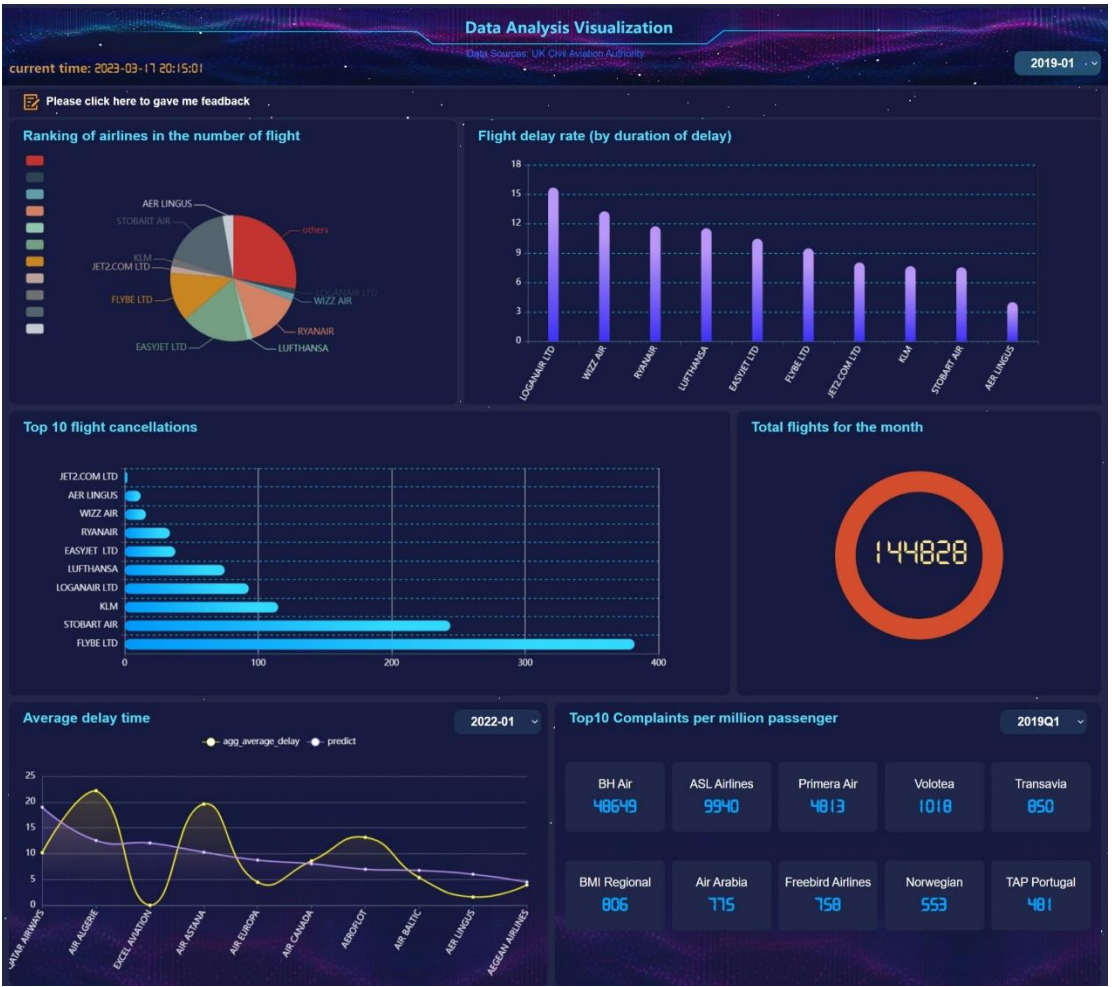 Data Analysis Visualization
Data Sources: UK Civil Aviation Authority
current time: 2023-03-17 20:15:01
2019-01
Please click here to gave me feadback
Ranking of airlines in the number of flight
AER LINGUS
STOBART AIR
KLM
JET2.COM LTD
FLYBE LTD
EASYJET LTD
others
LOGANAIR LTD
WIZZ AIR
RYANAIR
LUFTHANSA
Flight delay rate (by duration of delay)
18
15
12
9
6
3
0
LOGANAIR LTD
WIZZ AIR
RYANAIR
LUFTHANSA
EASYJET LTD
FLYBE LTD
JET2.COM LTD
KLM
STOBART AIR
AER LINGUS
Top 10 flight cancellations
JET2.COM LTD
AER LINGUS
WIZZ AIR
RYANAIR
EASYJET LTD
LUFTHANSA
LOGANAIR LTD
KLM
STOBART AIR
FLYBE LTD
0 100 200 300 400
Total flights for the month
144828
Average delay time
2022-01
agg_average_delay predict
25
20
15
10
5
0
QATAR AIRWAYS
AIR ALGERIE
EXCEL AVIATION
AIR ASTANA
AIR EUROPA
AIR CANADA
AEROFLOT
AIR BALTIC
AER LINGUS
AEGEAN AIRLINES
Top10 Complaints per million passenger
2019Q1
BH Air
48649
ASL Airlines
9940
Primera Air
4813
Volotea
1018
Transavia
850
BMI Regional
806
Air Arabia
775
Freebird Airlines
758
Norwegian
553
TAP Portugal
481